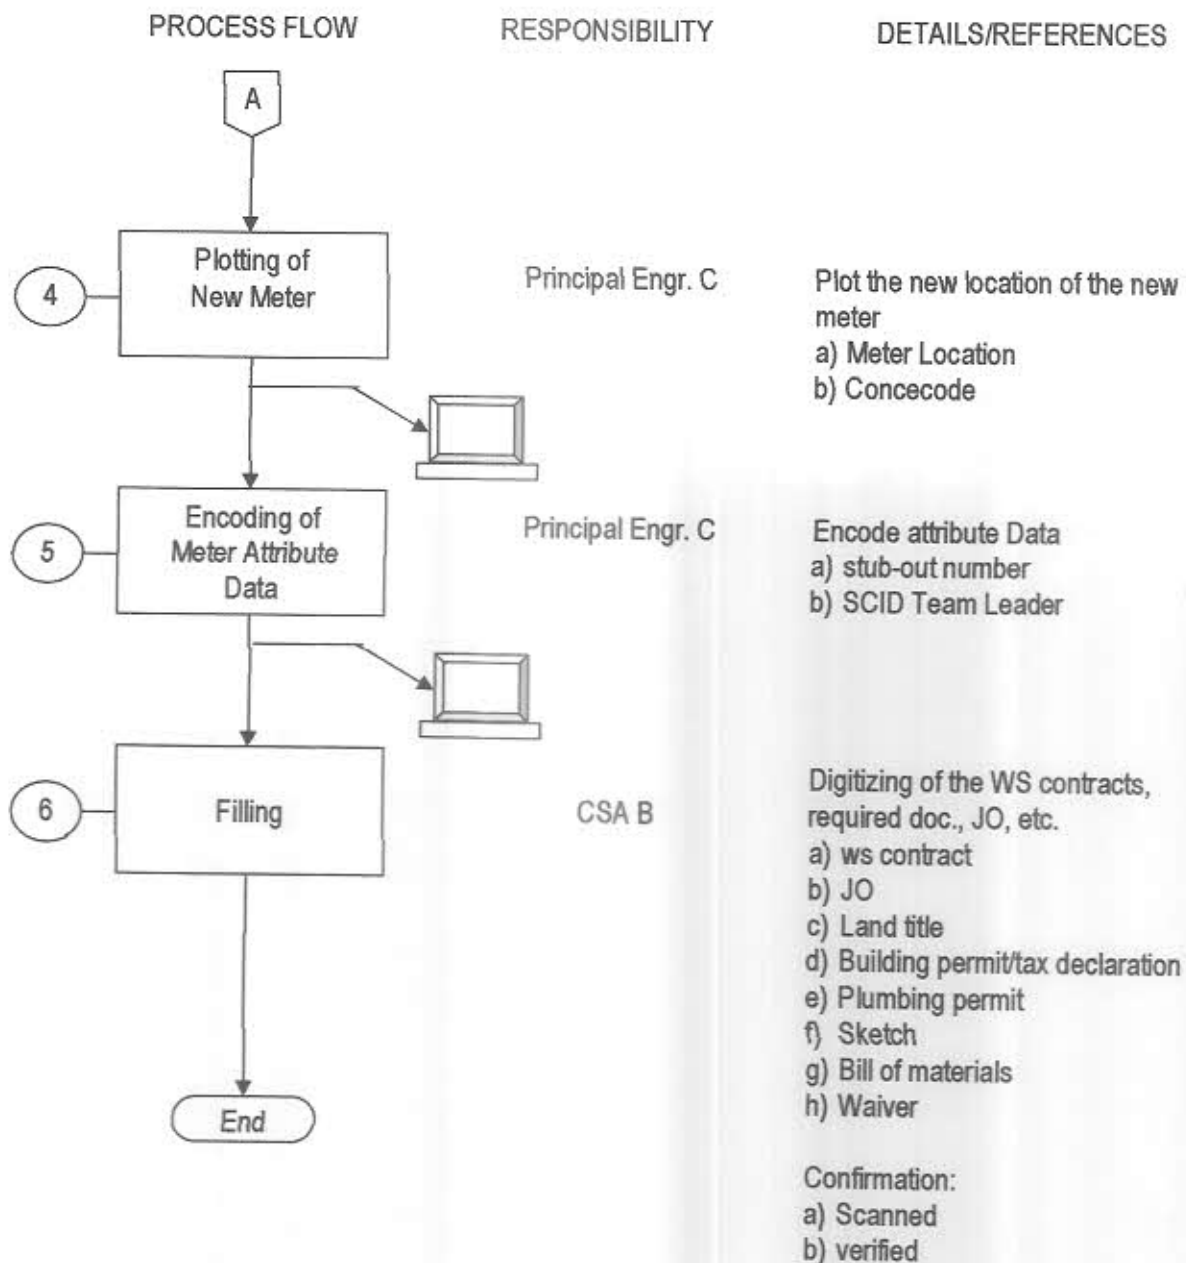 PROCESS FLOW
RESPONSIBILITY
DETAILS/REFERENCES
A
4
Plotting of
New Meter
Principal Engr. C
Plot the new location of the new
meter
a) Meter Location
b) Concecode
5
Encoding of
Meter Attribute
Data
Principal Engr. C
Encode attribute Data
a) stub-out number
b) SCID Team Leader
6
Filling
CSA B
Digitizing of the WS contracts,
required doc., JO, etc.
a) ws contract
b) JO
c) Land title
d) Building permit/tax declaration
e) Plumbing permit
f) Sketch
g) Bill of materials
h) Waiver
End
Confirmation:
a) Scanned
b) verified